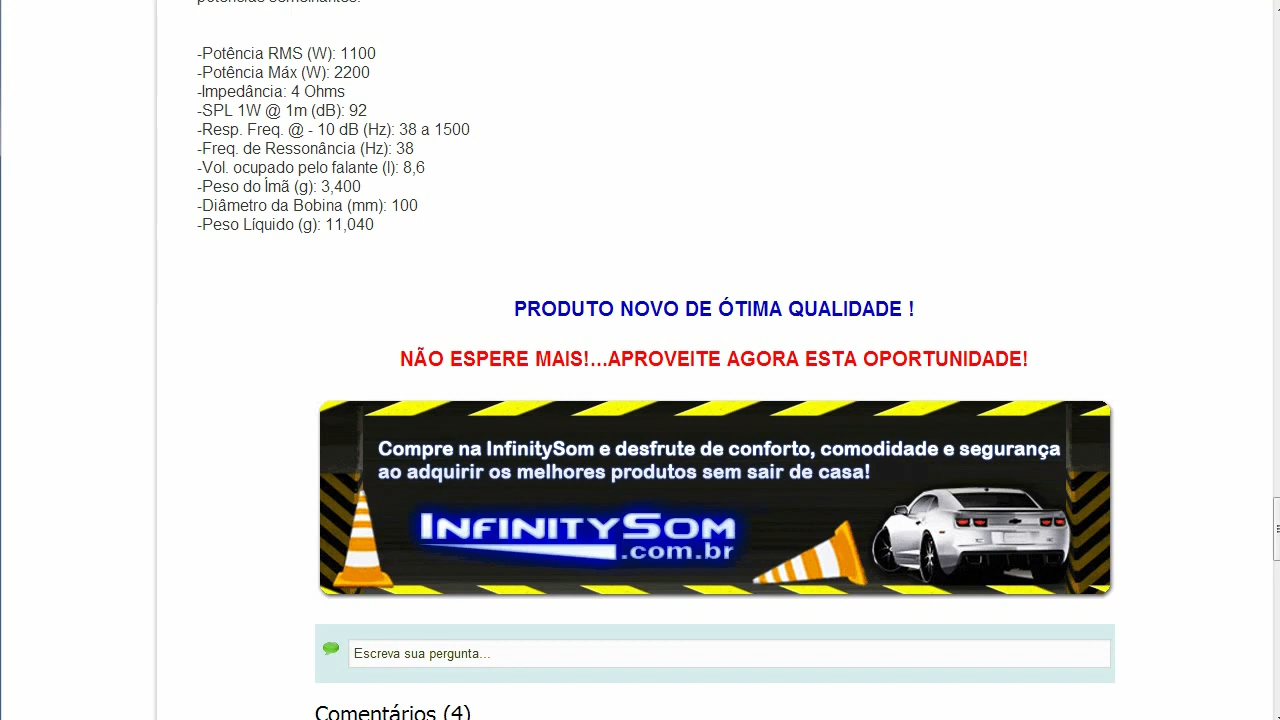 potências semelhantes.
-Potência RMS (W): 1100
-Potência Máx (W): 2200
-Impedância: 4 Ohms
-SPL 1W @ 1m (dB): 92
-Resp. Freq. @ - 10 dB (Hz): 38 a 1500
-Freq. de Ressonância (Hz): 38
-Vol. ocupado pelo falante (l): 8,6
-Peso do Ímã (g): 3,400
-Diâmetro da Bobina (mm): 100
-Peso Líquido (g): 11,040
PRODUTO NOVO DE ÓTIMA QUALIDADE !
NÃO ESPERE MAIS!...APROVEITE AGORA ESTA OPORTUNIDADE!
Compre na InfinitySom e desfrute de conforto, comodidade e segurança
ao adquirir os melhores produtos sem sair de casa!
INFINITYSOM
.com.br
Escreva sua pergunta...
Comentários (4)